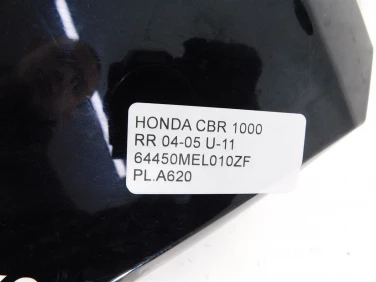 HONDA CBR 1000
RR 04-05 U-11
64450MEL010ZF
PL.A620